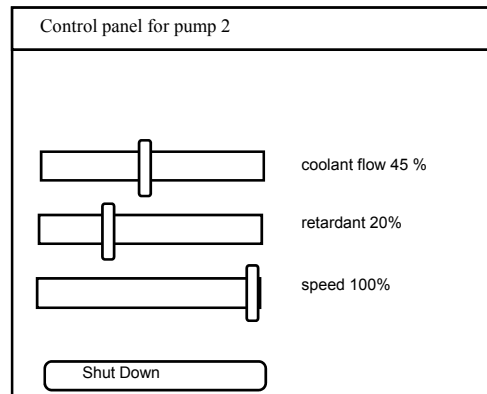 Control panel for pump 2
coolant flow 45 %
retardant 20%
speed 100%
Shut Down